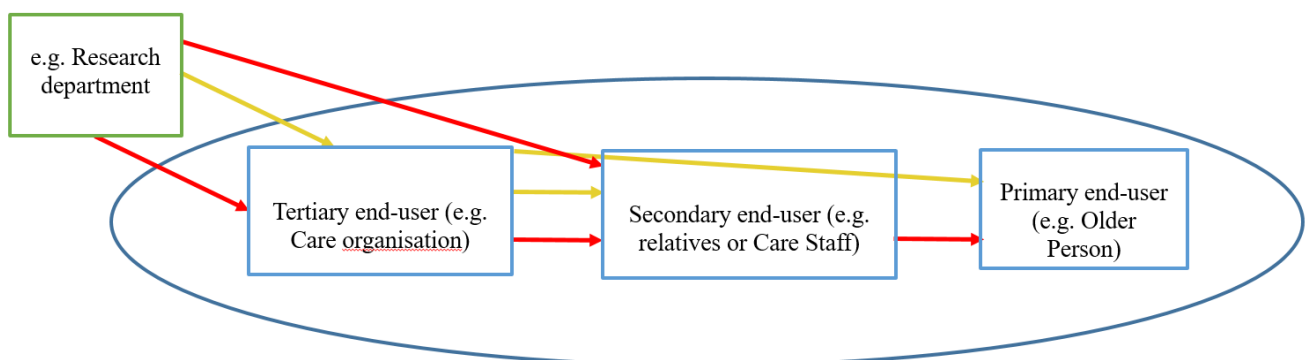 e.g. Research
department
Tertiary end-user (e.g.
Care organisation)
Secondary end-user (e.g.
relatives or Care Staff)
Primary end-user
(e.g. Older
Person)